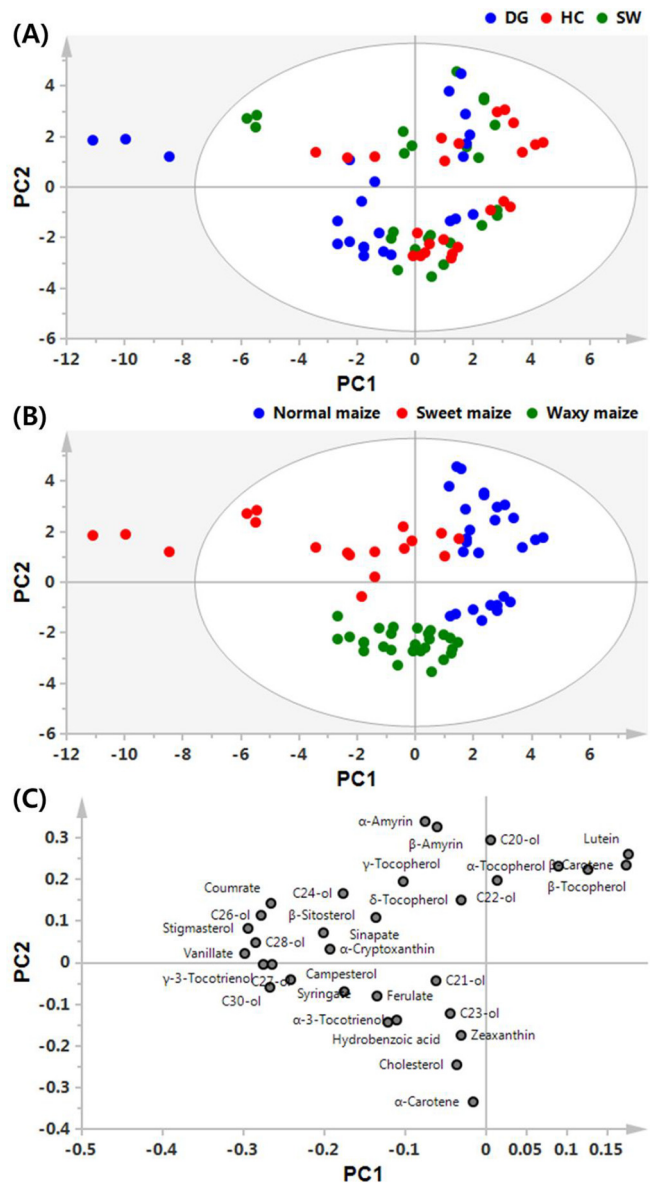 (A)
DG HC SW
4
2
0
-2
-4
-6
PC2
-12 -10 -8 -6 -4 -2 0 2 4 6
PC1
(B)
Normal maize Sweet maize Waxy maize
4
2
0
-2
-4
-6
PC2
-12 -10 -8 -6 -4 -2 0 2 4 6
PC1
(C)
0.3
0.2
0.1
0
-0.1
-0.2
-0.3
-0.4
PC2
α-Amyrin
β-Amyrin
C20-ol
Lutein
γ-Tocopherol
α-Tocopherol
β-Carotene
Coumrate
C24-ol
δ-Tocopherol
C22-ol
β-Tocopherol
C26-ol
β-Sitosterol
Stigmasterol
C28-ol
Sinapate
Vanillate
α-Cryptoxanthin
γ-3-Tocotrienol
C27-ol
Campesterol
C21-ol
C30-ol
Syringate
Ferulate
α-3-Tocotrienol
C23-ol
Hydrobenzoic acid
Zeaxanthin
Cholesterol
α-Carotene
-0.5 -0.4 -0.3 -0.2 -0.1 0 0.05 0.1 0.15
PC1